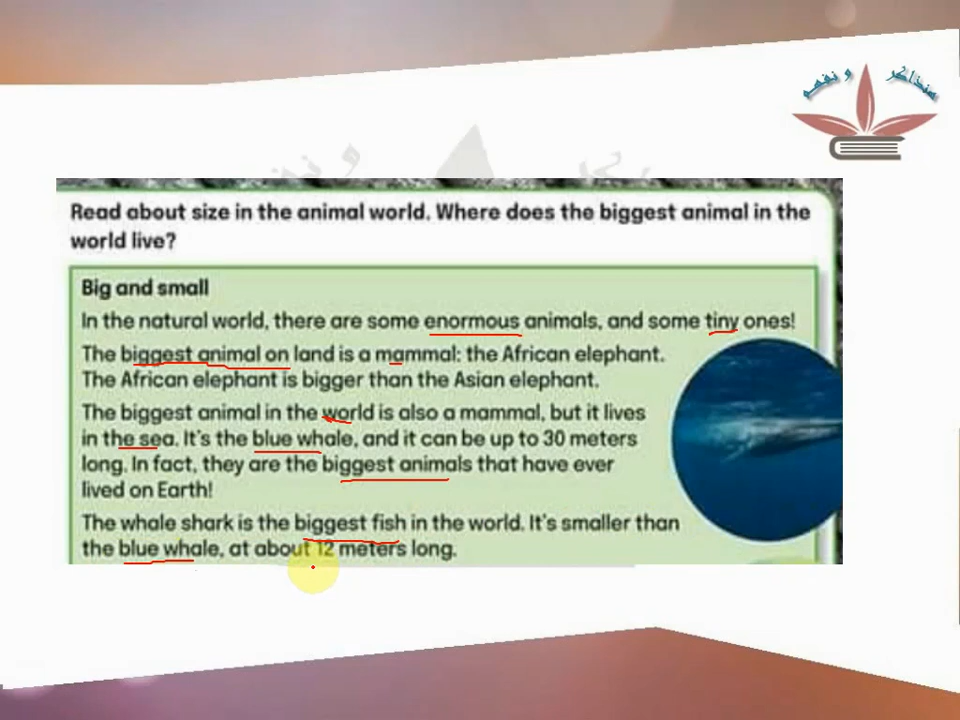 سنذاكر و نفهم
Read about size in the animal world. Where does the biggest animal in the
world live?
Big and small
In the natural world, there are some enormous animals, and some tiny ones!
The biggest animal on land is a mammal: the African elephant.
The African elephant is bigger than the Asian elephant.
The biggest animal in the world is also a mammal, but it lives
in the sea. It's the blue whale, and it can be up to 30 meters
long. In fact, they are the biggest animals that have ever
lived on Earth!
The whale shark is the biggest fish in the world. It's smaller than
the blue whale, at about 12 meters long.